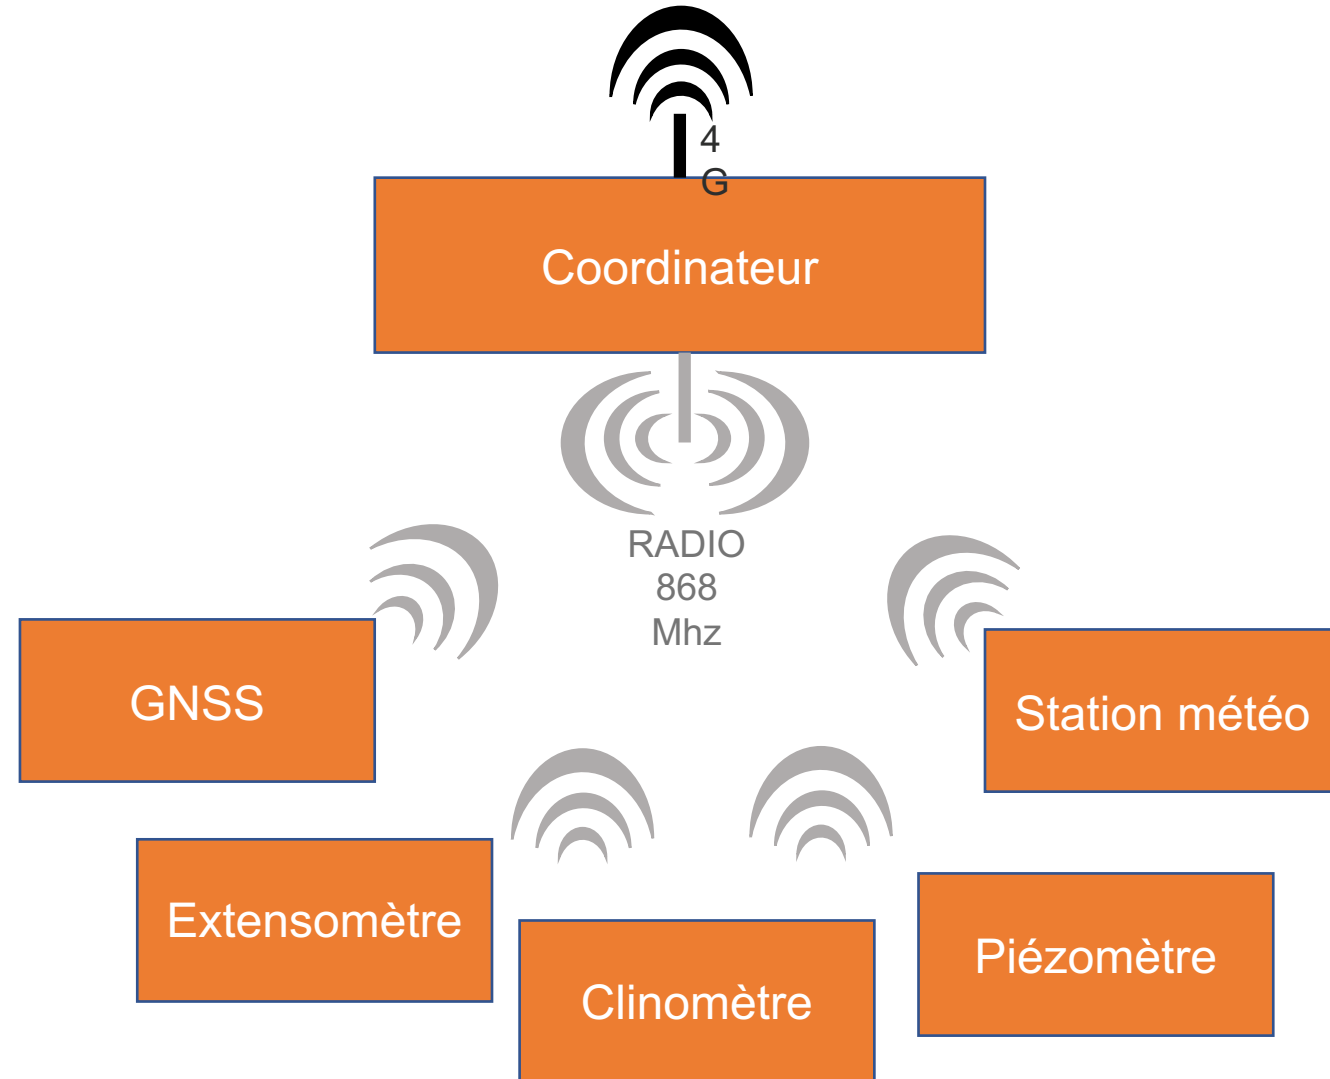 4
G
Coordinateur
RADIO
868
Mhz
GNSS
Station météo
Extensomètre
Piézomètre
Clinomètre